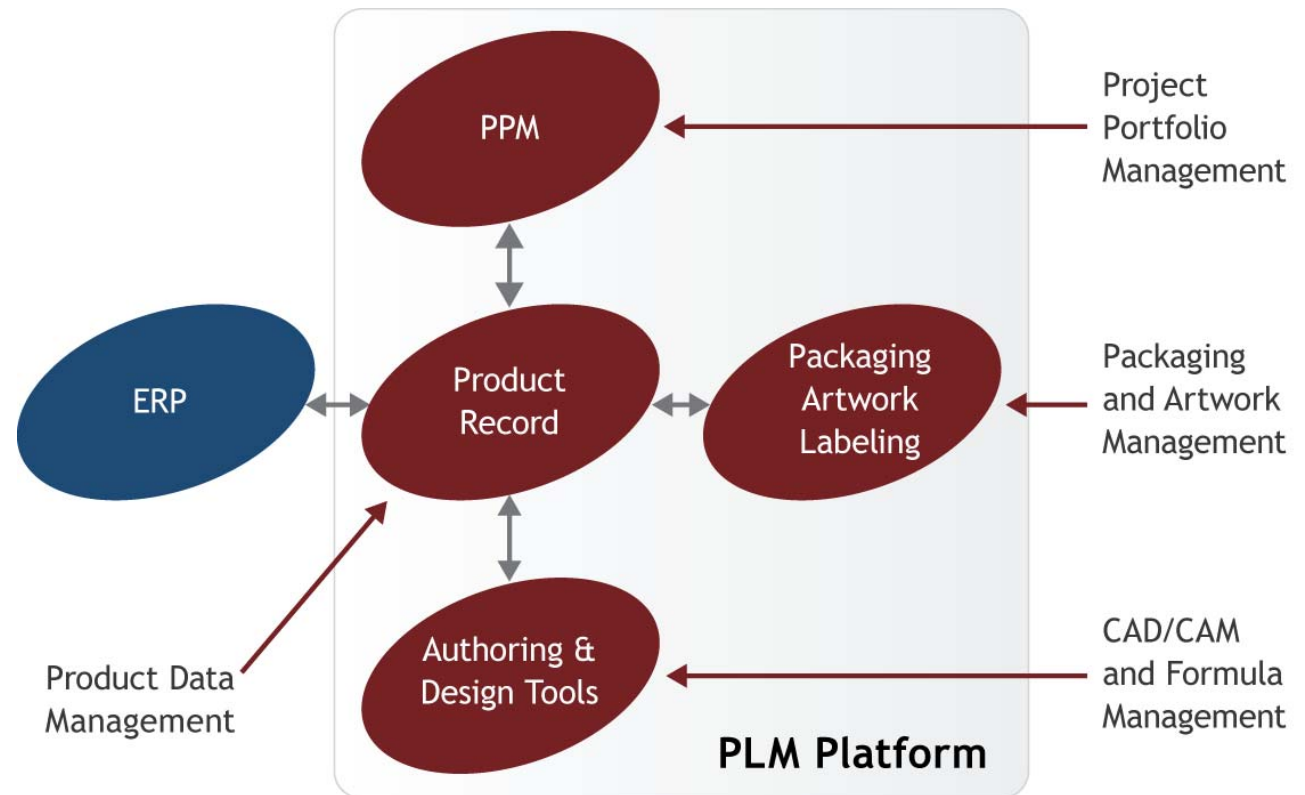 PPM
Project
Portfolio
Management
ERP
Product
Record
Packaging
Artwork
Labeling
Packaging
and Artwork
Management
Product Data
Management
Authoring &
Design Tools
CAD/CAM
and Formula
Management
PLM Platform